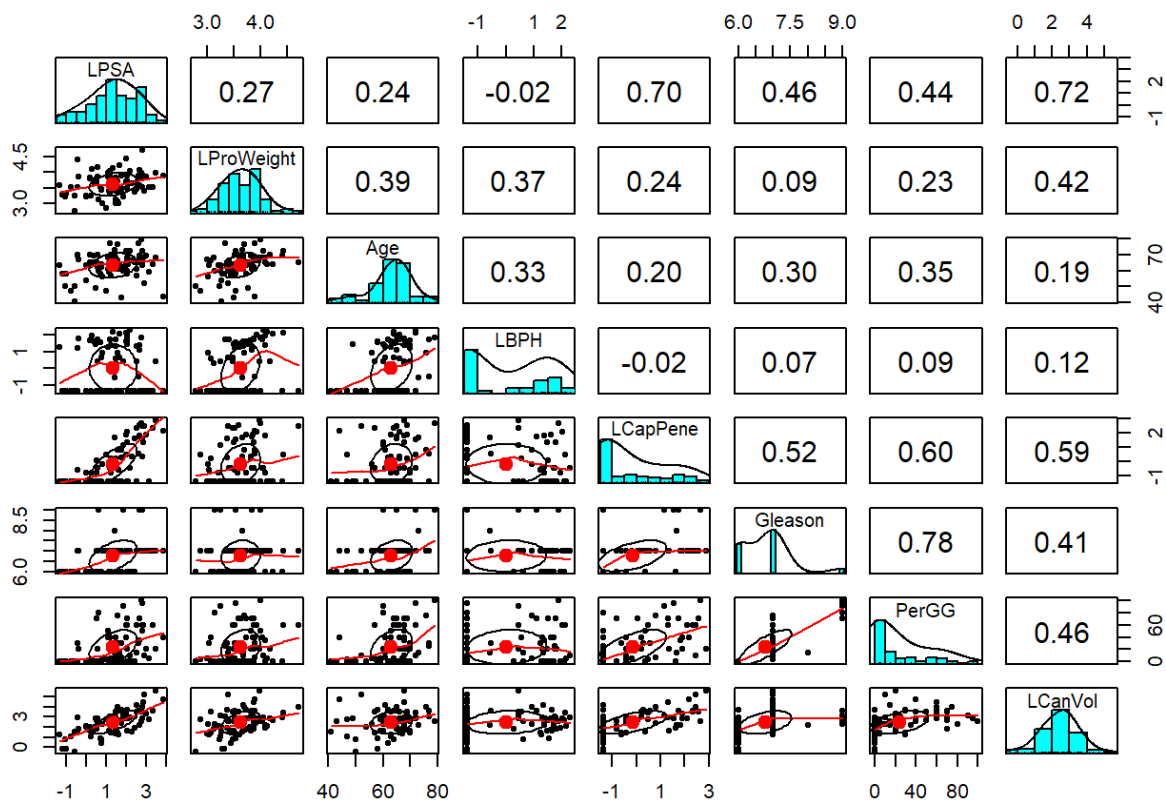 3.0 4.0 -1 1 2 6.0 7.5 9.0 0 2 4
LPSA 0.27 0.24 -0.02 0.70 0.46 0.44 0.72 -1 2
3.0 4.5 LProWeight 0.39 0.37 0.24 0.09 0.23 0.42
Age 0.33 0.20 0.30 0.35 0.19 40 70
-1 1 LBPH -0.02 0.07 0.09 0.12
LCapPene 0.52 0.60 0.59 -1 2
6.0 8.5 Gleason 0.78 0.41
PerGG 0.46 0 60
0 3 LCanVol
-1 1 3 40 60 80 -1 1 3 0 40 80